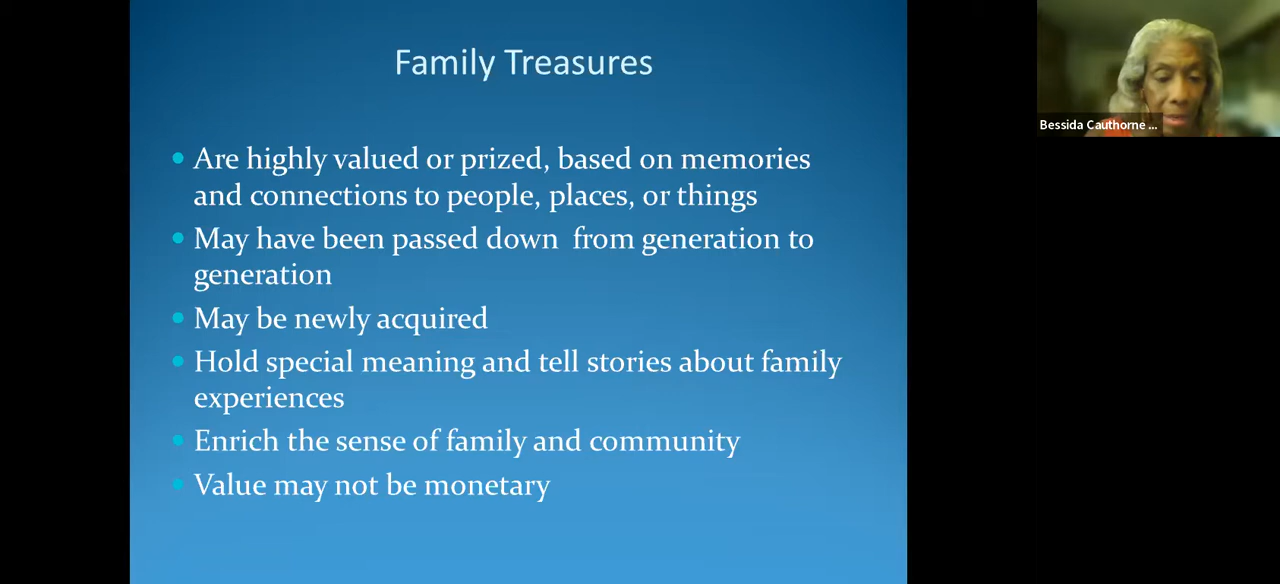 Family Treasures
Are highly valued or prized, based on memories
and connections to people, places, or things
May have been passed down  from generation to
generation
May be newly acquired
Hold special meaning and tell stories about family
experiences
Enrich the sense of family and community
Value may not be monetary
Bessida Cauthorne ...